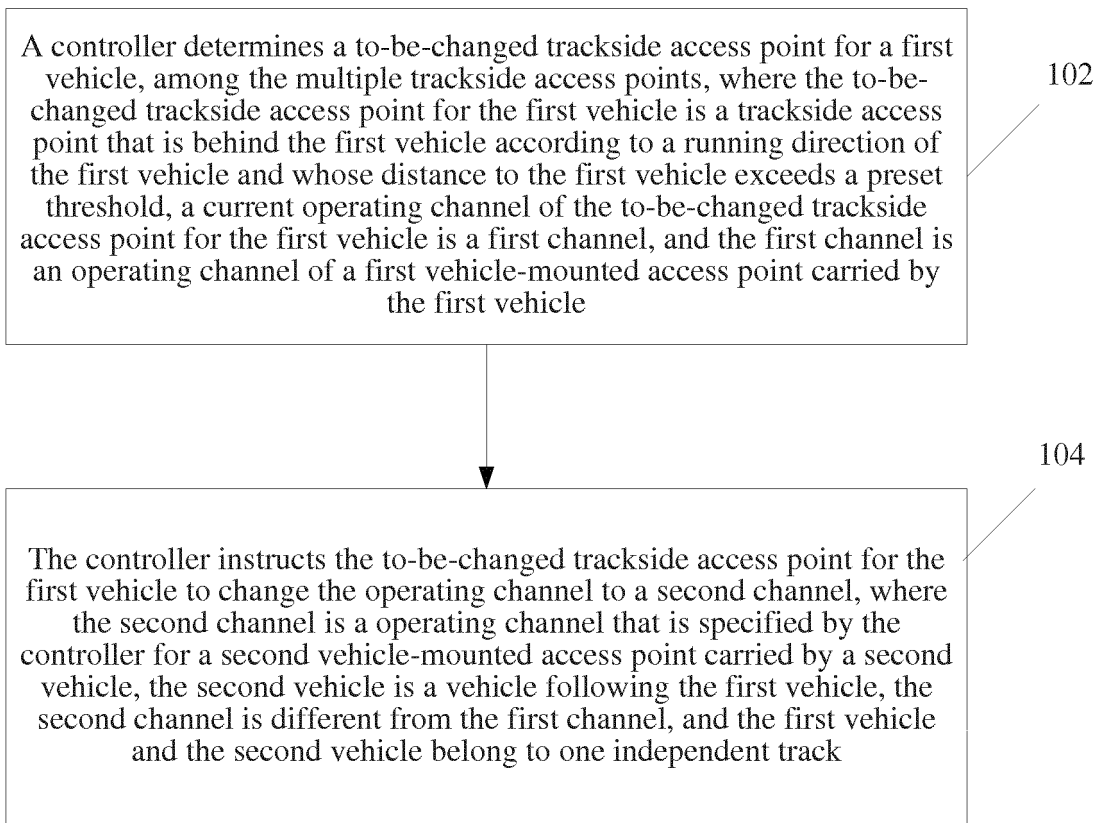 A controller determines a to-be-changed trackside access point for a first
vehicle, among the multiple trackside access points, where the to-be-
changed trackside access point for the first vehicle is a trackside access
point that is behind the first vehicle according to a running direction of
the first vehicle and whose distance to the first vehicle exceeds a preset
threshold, a current operating channel of the to-be-changed trackside
access point for the first vehicle is a first channel, and the first channel is
an operating channel of a first vehicle-mounted access point carried by
the first vehicle
102
The controller instructs the to-be-changed trackside access point for the
first vehicle to change the operating channel to a second channel, where
the second channel is a operating channel that is specified by the
controller for a second vehicle-mounted access point carried by a second
vehicle, the second vehicle is a vehicle following the first vehicle, the
second channel is different from the first channel, and the first vehicle
and the second vehicle belong to one independent track
104